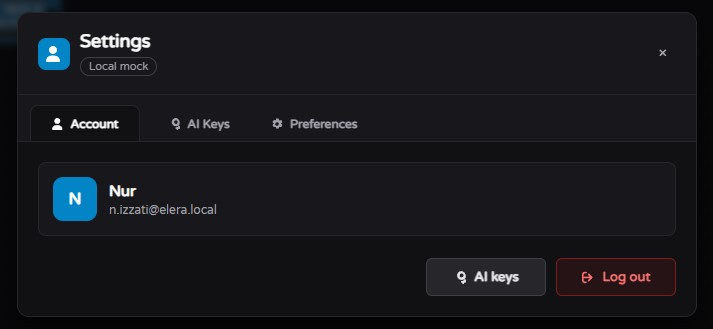 Settings
Local mock
×
Account
AI Keys
Preferences
N
Nur
n.izzati@elera.local
AI keys
Log out